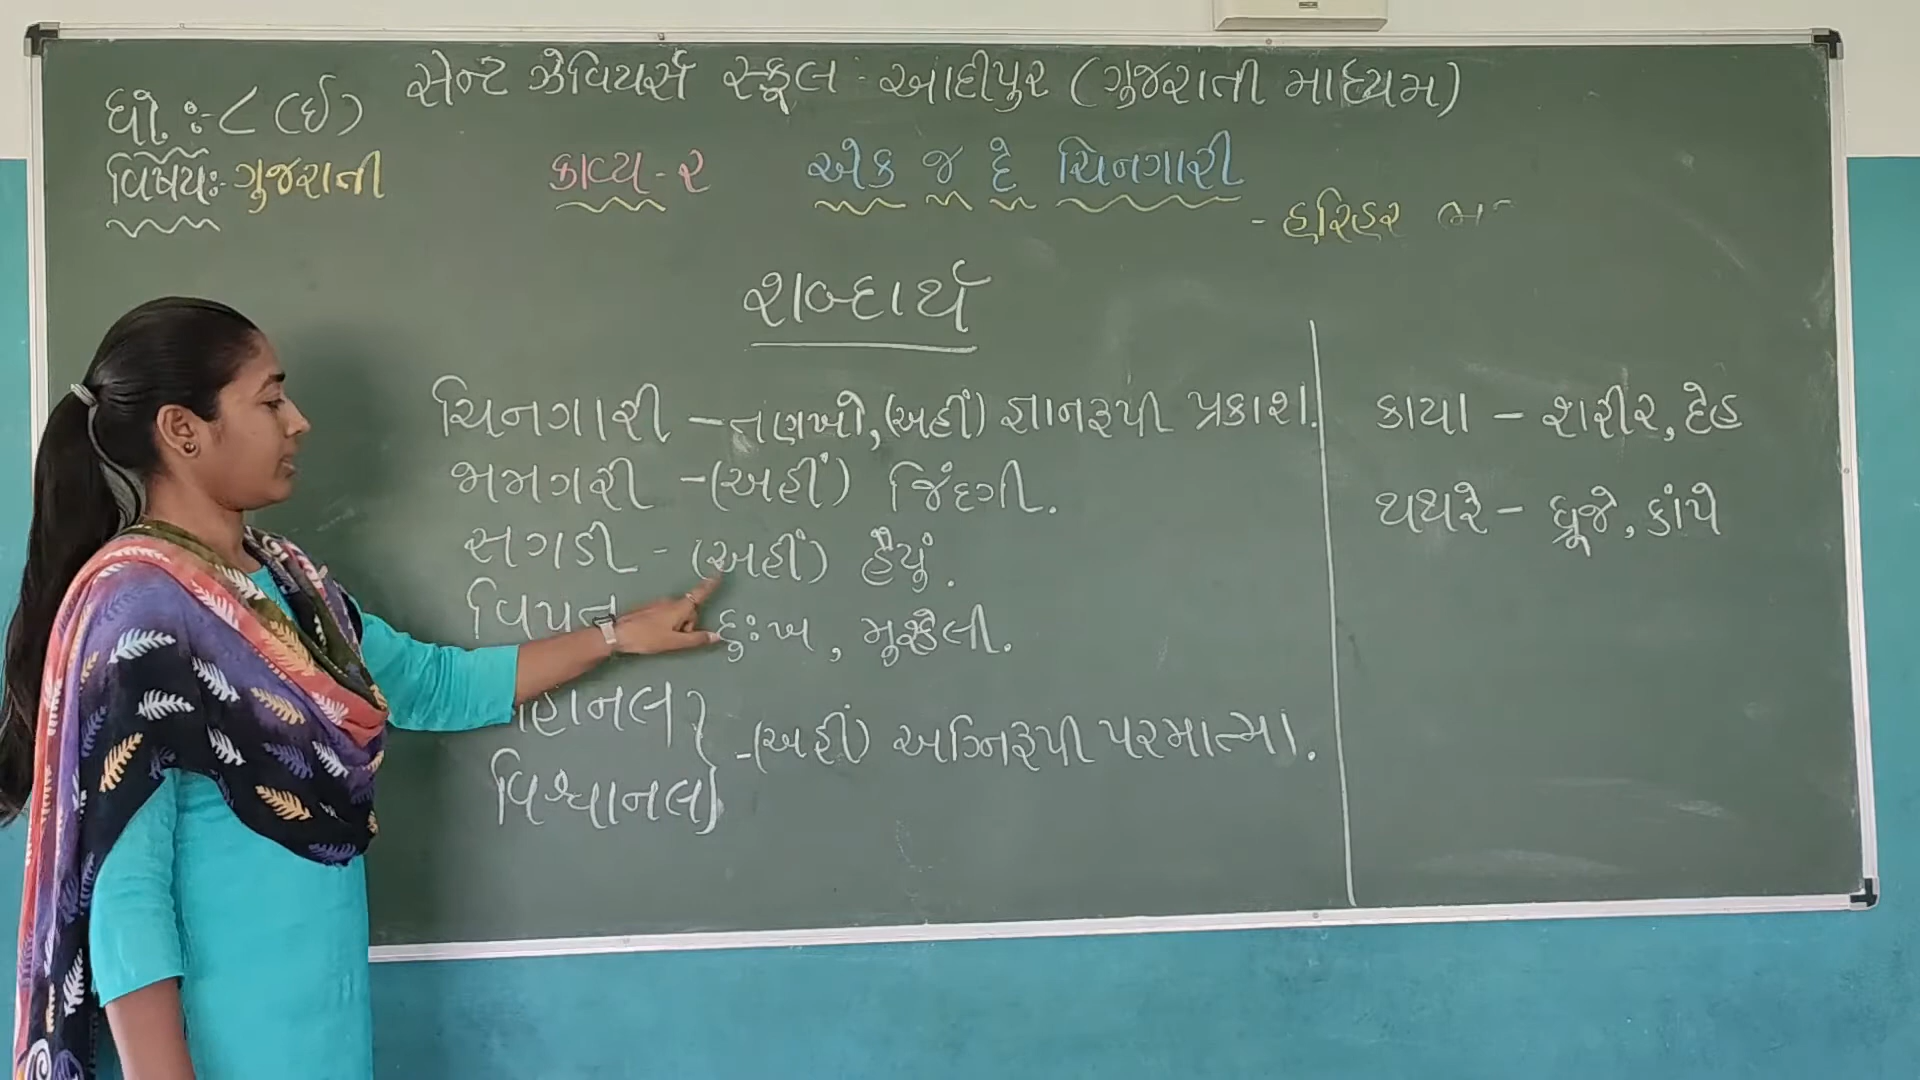 સેન્ટ ઝેવિયર્સ સ્કૂલ - આદીપુર (ગુજરાતી માધ્યમ)
ધો. :- ૮ (ઈ)
વિષય:- ગુજરાતી
કાવ્ય - ૨
એક જ દે ચિનગારી
- હરિહર
શબ્દાર્થ
ચિનગારી - તણખો, (અહીં) જ્ઞાનરૂપી પ્રકાશ.
જામગરી - (અહીં) જિંદગી.
સગડી - (અહીં) હૈયું.
દુઃખ, મુશ્કેલી.
વિશ્વાનલ - (અહીં) અગ્નિરૂપી પરમાત્મા.
કાયા - શરીર, દેહ
થથરે - ધ્રૂજે, કાંપે